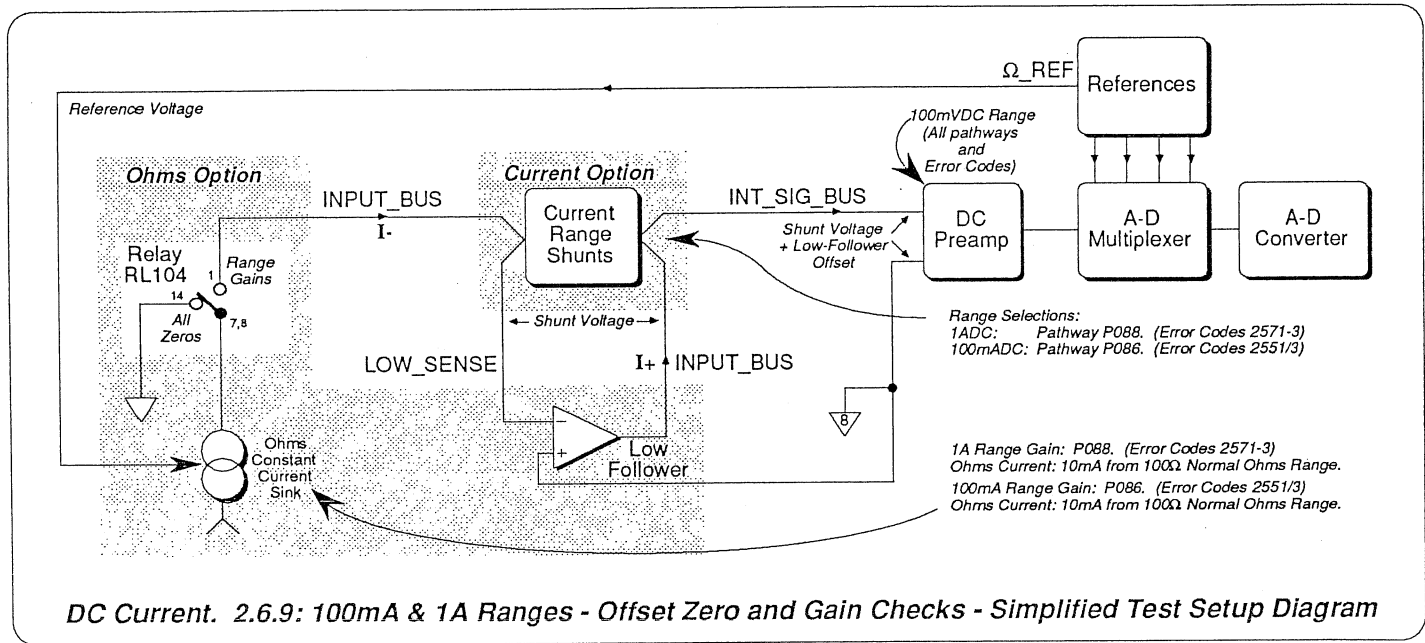 Ω_REF
References
Reference Voltage
100mVDC Range
(All pathways
and
Error Codes)
Ohms Option
Current Option
INPUT_BUS
I-
Current
Range
Shunts
INT_SIG_BUS
Shunt Voltage
+ Low-Follower
Offset
DC
Preamp
A-D
Multiplexer
A-D
Converter
Relay
RL104
1
Range
Gains
14
All
Zeros
7,8
Shunt Voltage
LOW_SENSE
I+ INPUT_BUS
Range Selections:
1ADC: Pathway P088. (Error Codes 2571-3)
100mADC: Pathway P086. (Error Codes 2551/3)
8
−
+
Low
Follower
Ohms
Constant
Current
Sink
1A Range Gain: P088. (Error Codes 2571-3)
Ohms Current: 10mA from 100Ω Normal Ohms Range.
100mA Range Gain: P086. (Error Codes 2551/3)
Ohms Current: 10mA from 100Ω Normal Ohms Range.
DC Current. 2.6.9: 100mA & 1A Ranges - Offset Zero and Gain Checks - Simplified Test Setup Diagram